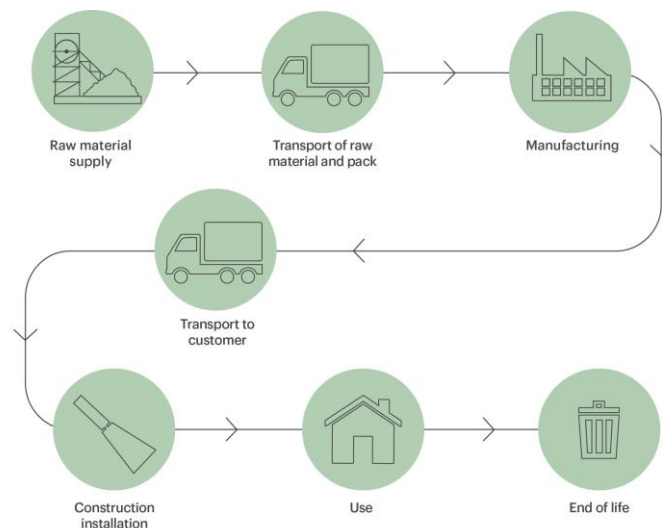 Raw material
supply
Transport of raw
material and pack
Manufacturing
Transport to
customer
Construction
installation
Use
End of life